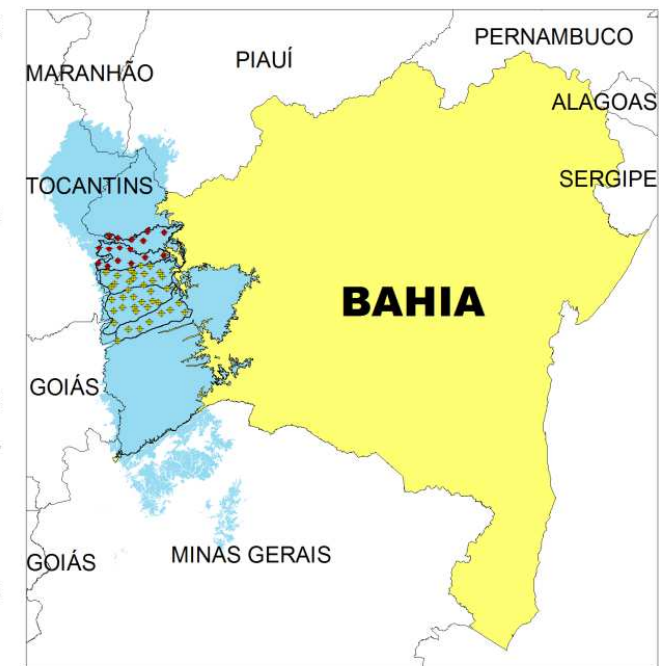 PERNAMBUCO
PIAUÍ
MARANHÃO
ALAGOAS
TOCANTINS
SERGIPE
BAHIA
GOIÁS
MINAS GERAIS
GOIÁS